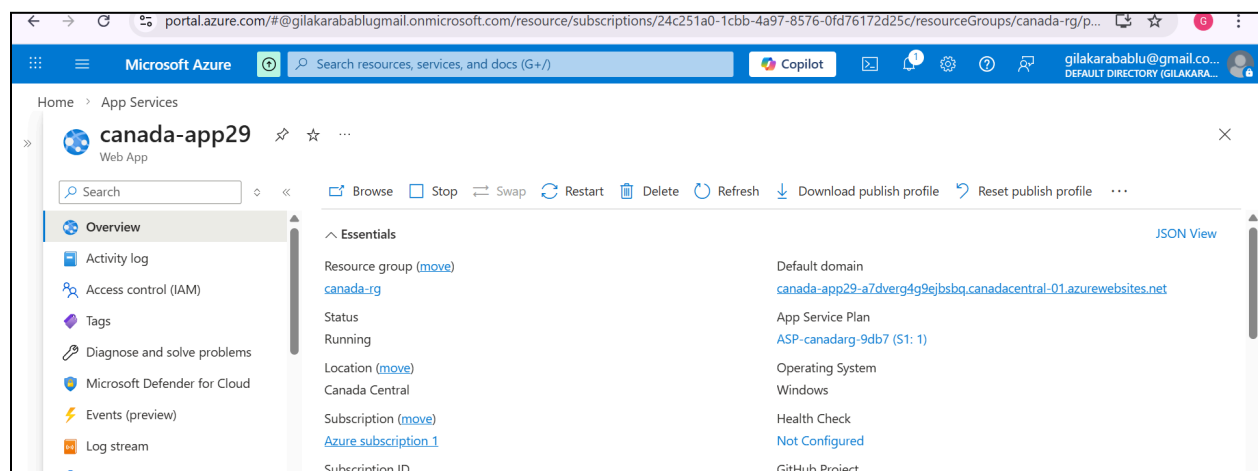 portal.azure.com/#@gilakarabablugmail.onmicrosoft.com/resource/subscriptions/24c251a0-1cbb-4a97-8576-0fd76172d25c/resourceGroups/canada-rg/p...
G
Microsoft Azure
Search resources, services, and docs (G+/)
Copilot
1
gilakarabablu@gmail.co...
DEFAULT DIRECTORY (GILAKARA...
Home > App Services
canada-app29
Web App
Search
Browse Stop Swap Restart Delete Refresh Download publish profile Reset publish profile ...
Overview
Activity log
Access control (IAM)
Tags
Diagnose and solve problems
Microsoft Defender for Cloud
Events (preview)
Log stream
Essentials
JSON View
Resource group (move)
canada-rg
Status
Running
Location (move)
Canada Central
Subscription (move)
Azure subscription 1
Subscription ID
Default domain
canada-app29-a7dverg4g9ejbsbq.canadacentral-01.azurewebsites.net
App Service Plan
ASP-canadarg-9db7 (S1: 1)
Operating System
Windows
Health Check
Not Configured
GitHub Project